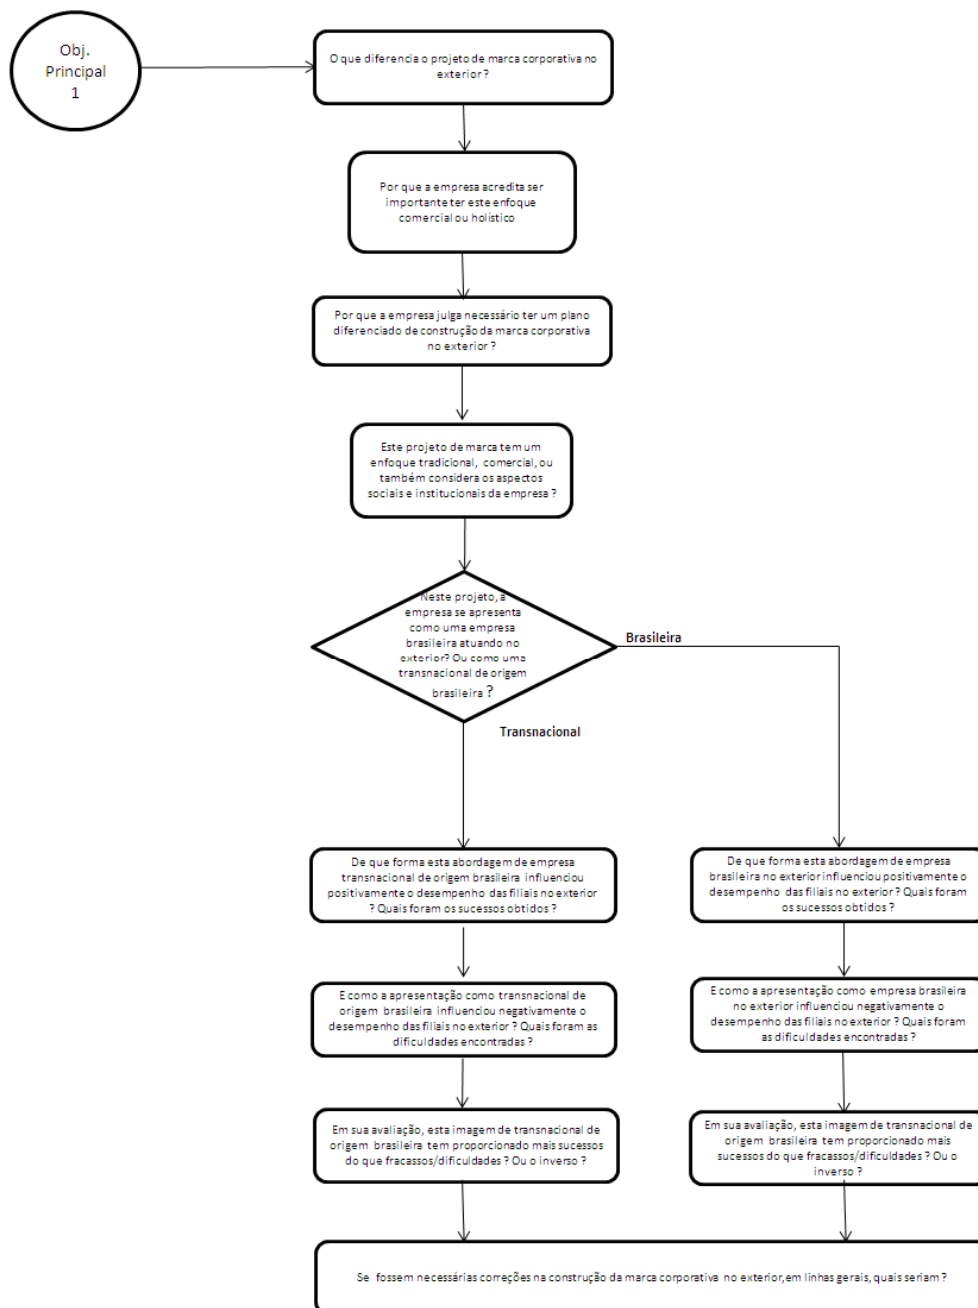 Obj.
Principal
1
O que diferencia o projeto de marca corporativa no
exterior ?
Por que a empresa acredita ser
importante ter este enfoque
comercial ou holístico
Por que a empresa julga necessário ter um plano
diferenciado de construção da marca corporativa
no exterior ?
Este projeto de marca tem um
enfoque tradicional, comercial, ou
também considera os aspectos
sociais e institucionais da empresa ?
Neste projeto, a
empresa se apresenta
como uma empresa
brasileira atuando no
exterior? Ou como uma
transnacional de origem
brasileira ?
Brasileira
Transnacional
De que forma esta abordagem de empresa
transnacional de origem brasileira influenciou
positivamente o desempenho das filiais no exterior
? Quais foram os sucessos obtidos ?
De que forma esta abordagem de empresa
brasileira no exterior influenciou positivamente o
desempenho das filiais no exterior ? Quais foram
os sucessos obtidos ?
E como a apresentação como transnacional de
origem brasileira influenciou negativamente o
desempenho das filiais no exterior ? Quais foram as
dificuldades encontradas ?
E como a apresentação como empresa brasileira
no exterior influenciou negativamente o
desempenho das filiais no exterior ? Quais foram
as dificuldades encontradas ?
Em sua avaliação, esta imagem de transnacional de
origem brasileira tem proporcionado mais sucessos
do que fracassos/dificuldades ? Ou o inverso ?
Em sua avaliação, esta imagem de transnacional de
origem brasileira tem proporcionado mais
sucessos do que fracassos/dificuldades ? Ou o
inverso ?
Se fossem necessárias correções na construção da marca corporativa no exterior, em linhas gerais, quais seriam ?